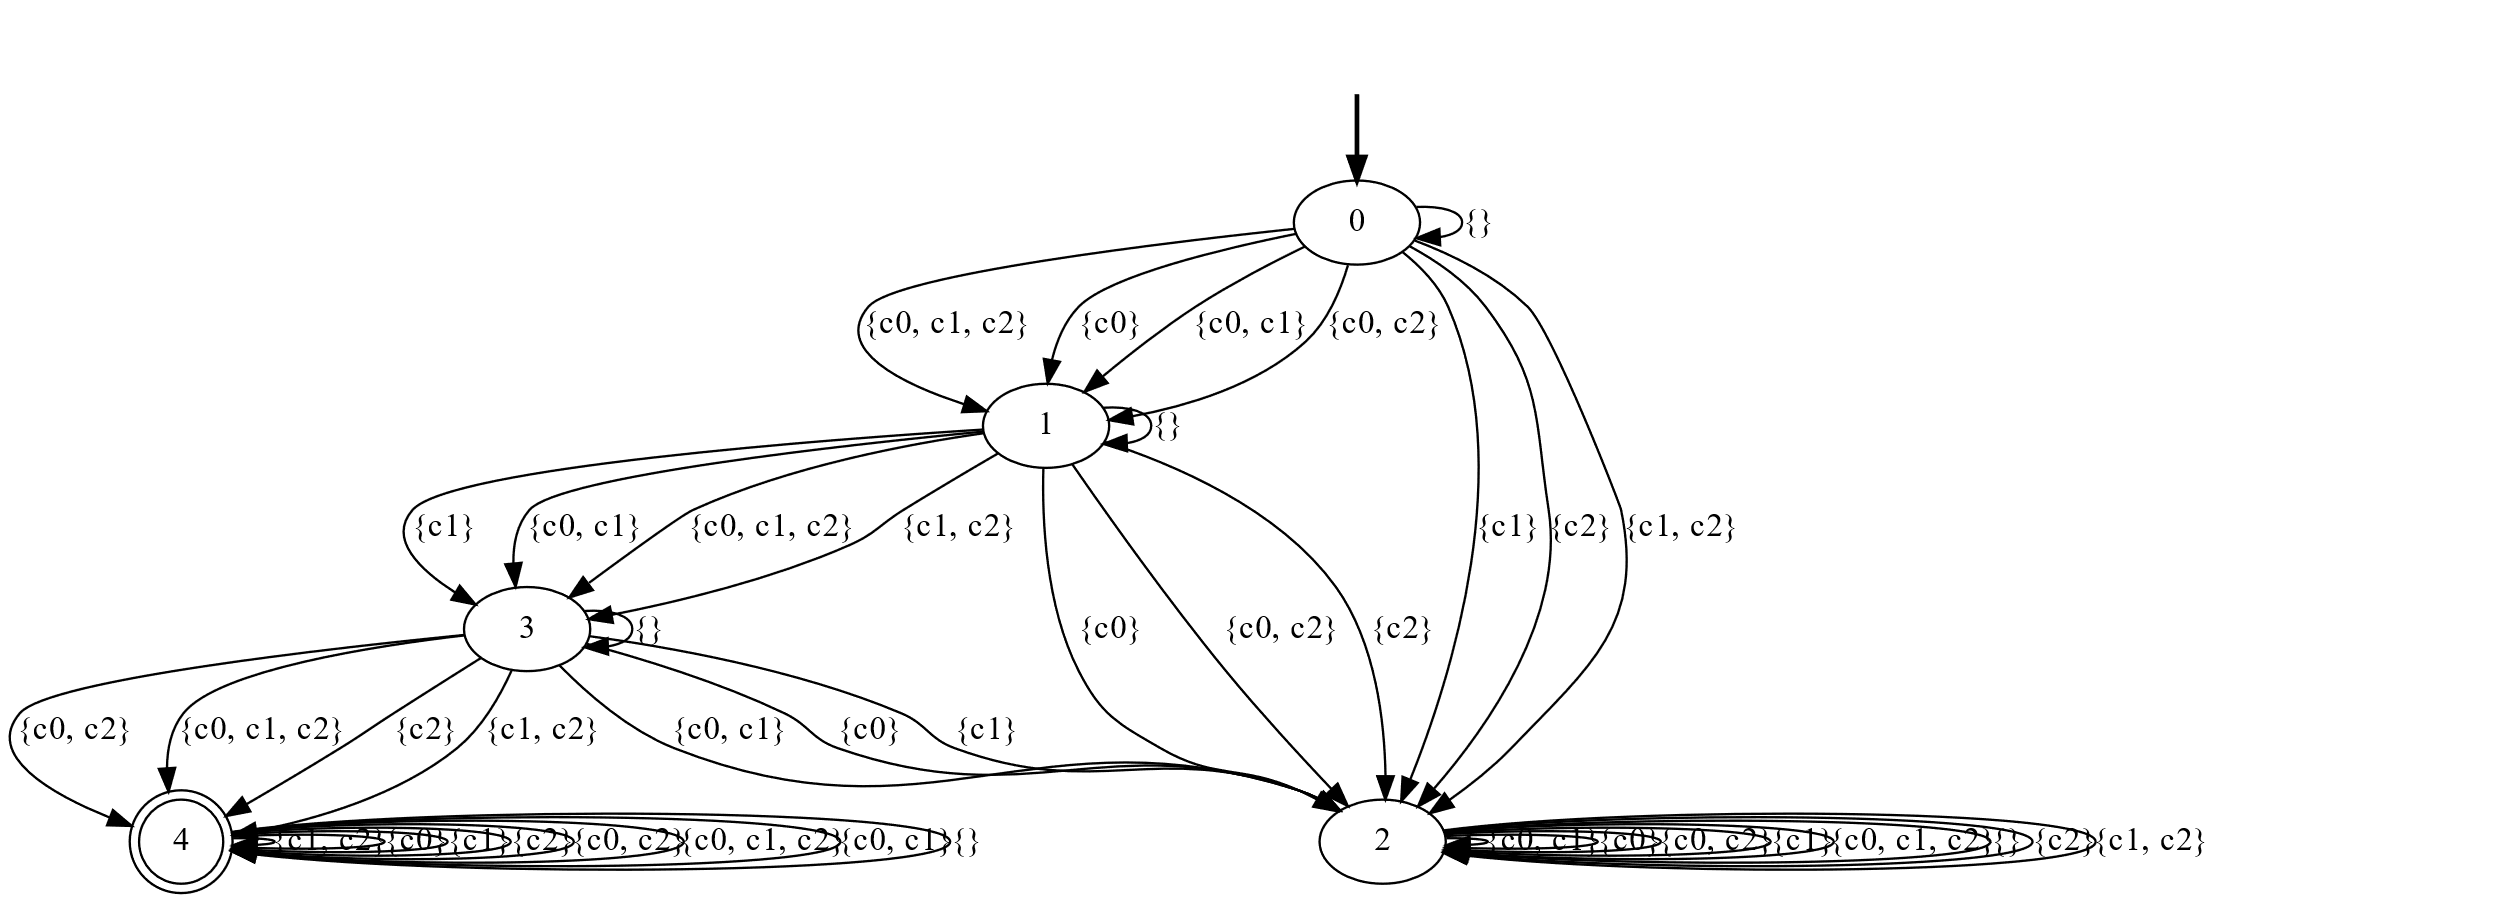 0
{}
{c0, c1, c2}
{c0}
{c0, c1}
{c0, c2}
1
{}
{c1}
{c0, c1}
{c0, c1, c2}
{c1, c2}
{c1}
{c2}
{c1, c2}
3
{}
{c0}
{c0, c2}
{c2}
{c0, c2}
{c0, c1, c2}
{c2}
{c1, c2}
{c0, c1}
{c0}
{c1}
4
{c1, c2}
{c0}
{c1}
{c2}
{c0, c2}
{c0, c1, c2}
{c0, c1}
{}
2
{c0, c1}
{c0}
{c0, c2}
{c1}
{c0, c1, c2}
{}
{c2}
{c1, c2}